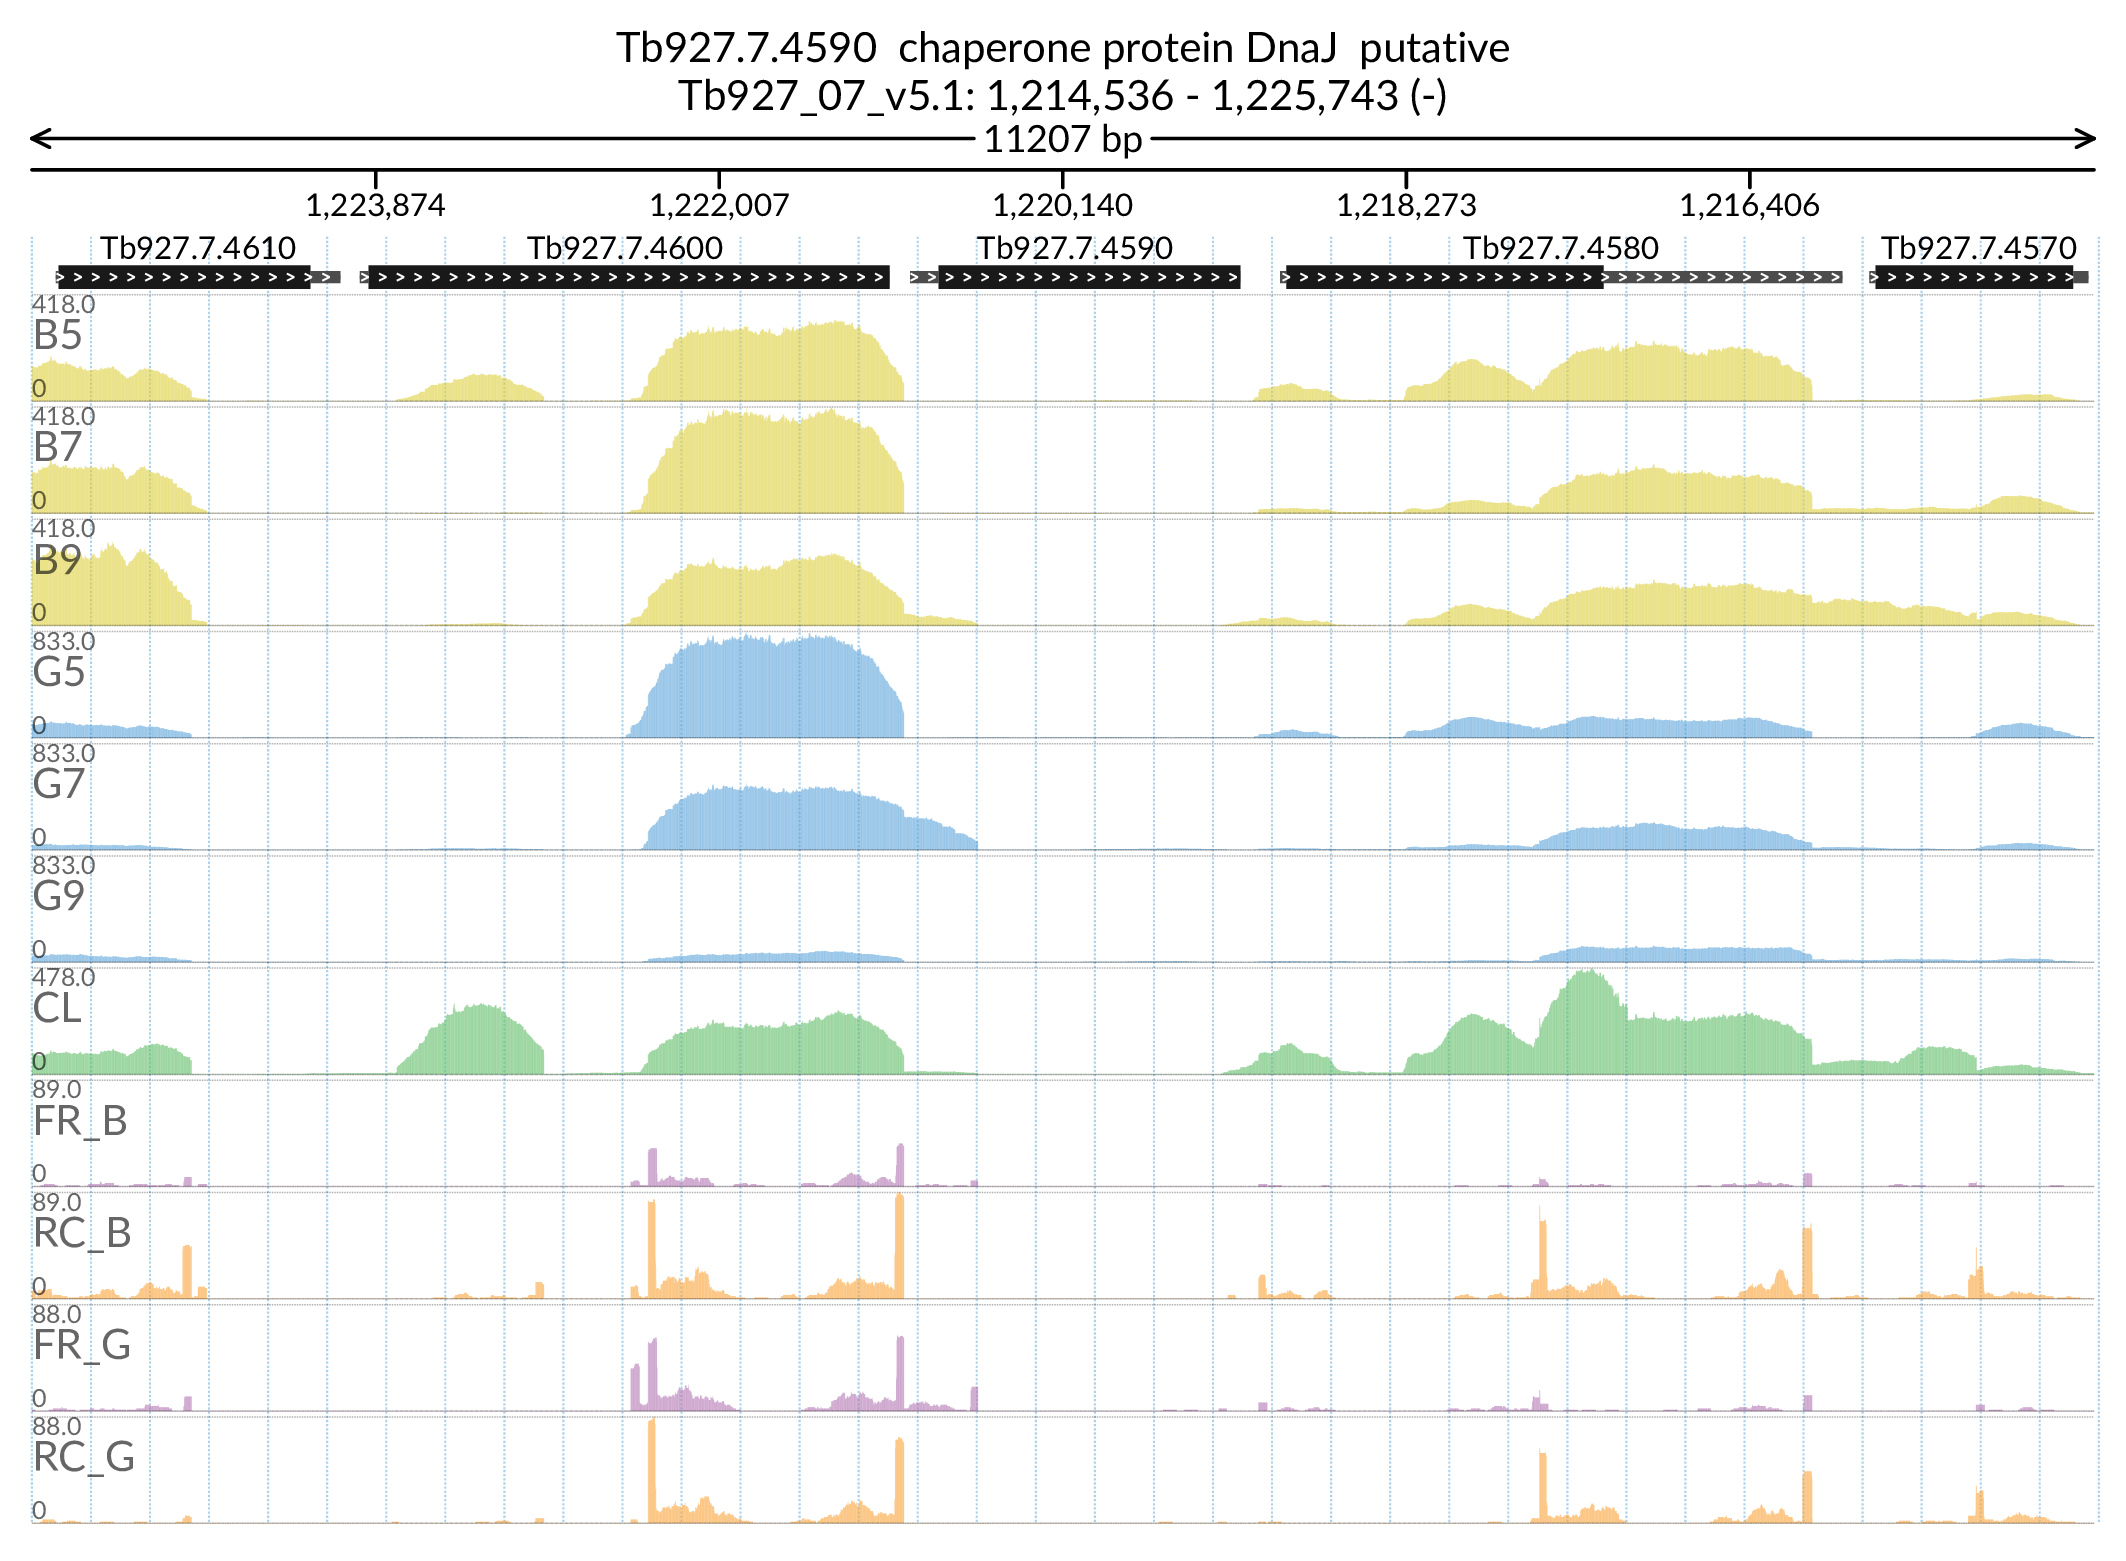 Tb927.7.4590 chaperone protein DnaJ putative
Tb927_07_v5.1: 1,214,536 - 1,225,743 (-)
11207 bp
1,223,874 1,222,007 1,220,140 1,218,273 1,216,406
Tb927.7.4610 Tb927.7.4600 Tb927.7.4590 Tb927.7.4580 Tb927.7.4570
418.0
B5
0
418.0
B7
0
418.0
B9
0
833.0
G5
0
833.0
G7
0
833.0
G9
0
478.0
CL
0
89.0
FR_B
0
89.0
RC_B
0
88.0
FR_G
0
88.0
RC_G
0